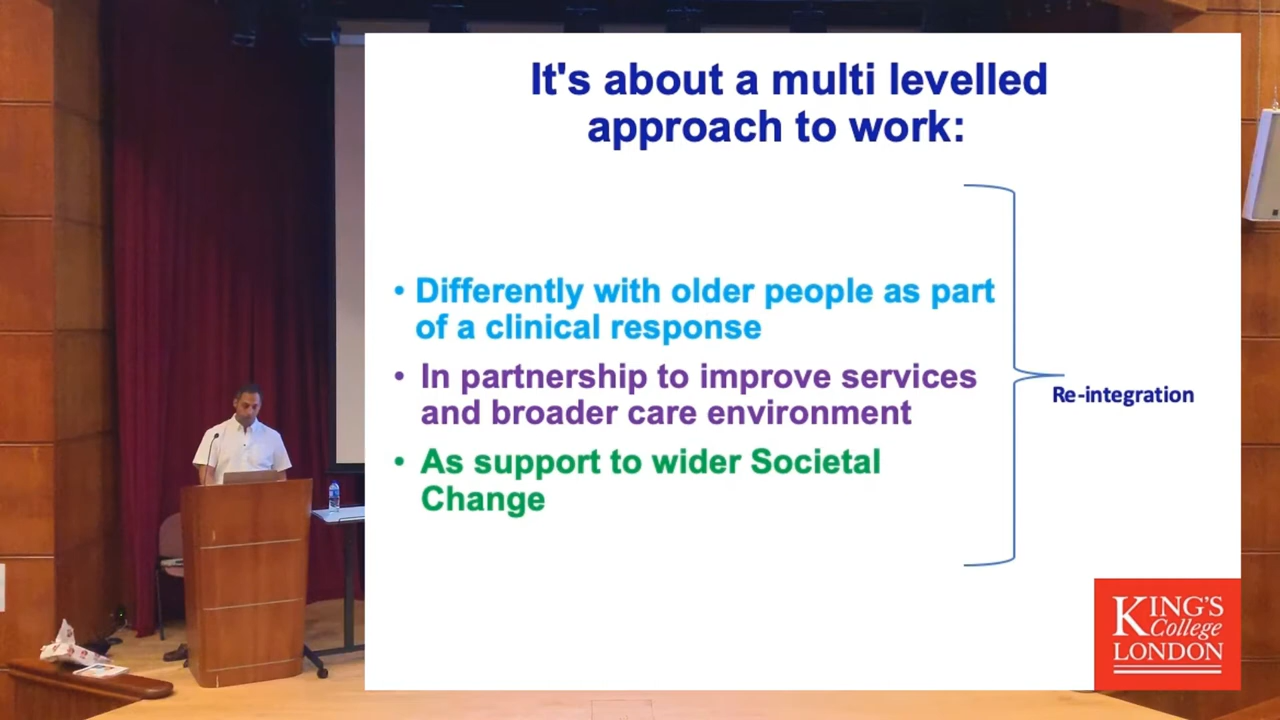 It's about a multi levelled
approach to work:
• Differently with older people as part
of a clinical response
• In partnership to improve services
and broader care environment
• As support to wider Societal
Change
Re-integration
KING'S
College
LONDON